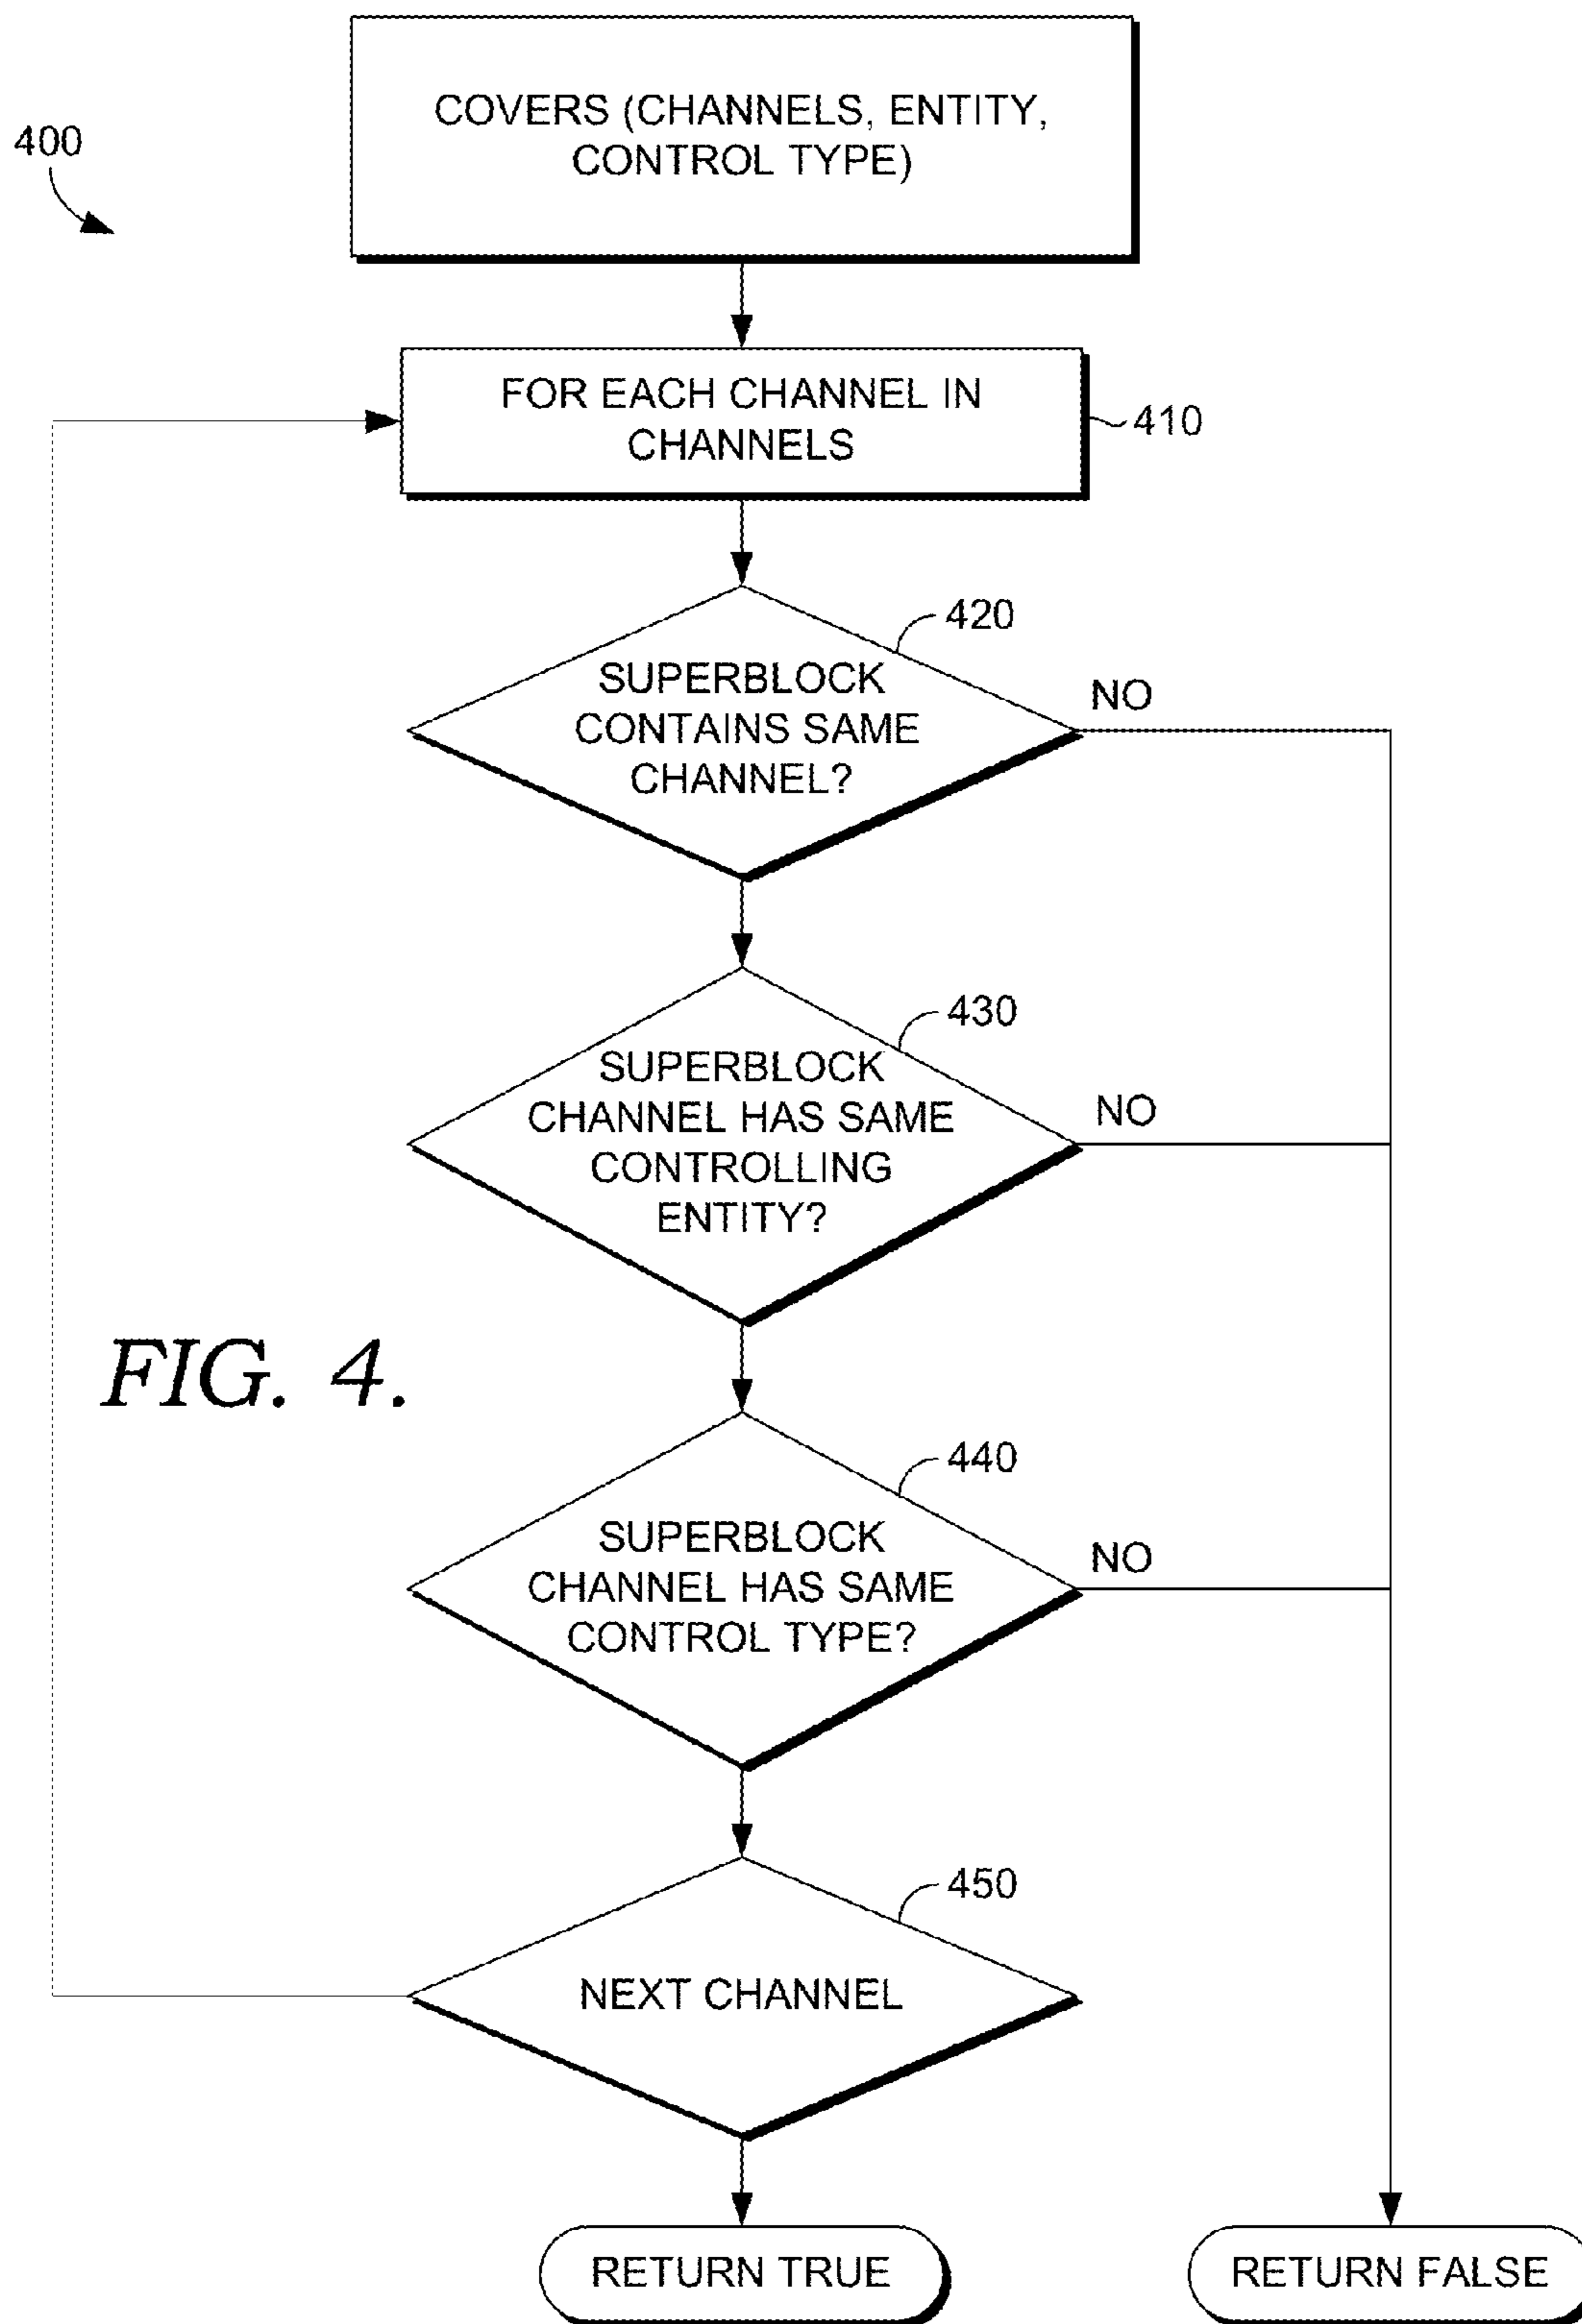 COVERS (CHANNELS, ENTITY,
CONTROL TYPE)
400
FOR EACH CHANNEL IN
CHANNELS
410
420
SUPERBLOCK
CONTAINS SAME
CHANNEL?
NO
430
SUPERBLOCK
CHANNEL HAS SAME
CONTROLLING
ENTITY?
NO
FIG. 4.
440
SUPERBLOCK
CHANNEL HAS SAME
CONTROL TYPE?
NO
450
NEXT CHANNEL
RETURN TRUE
RETURN FALSE